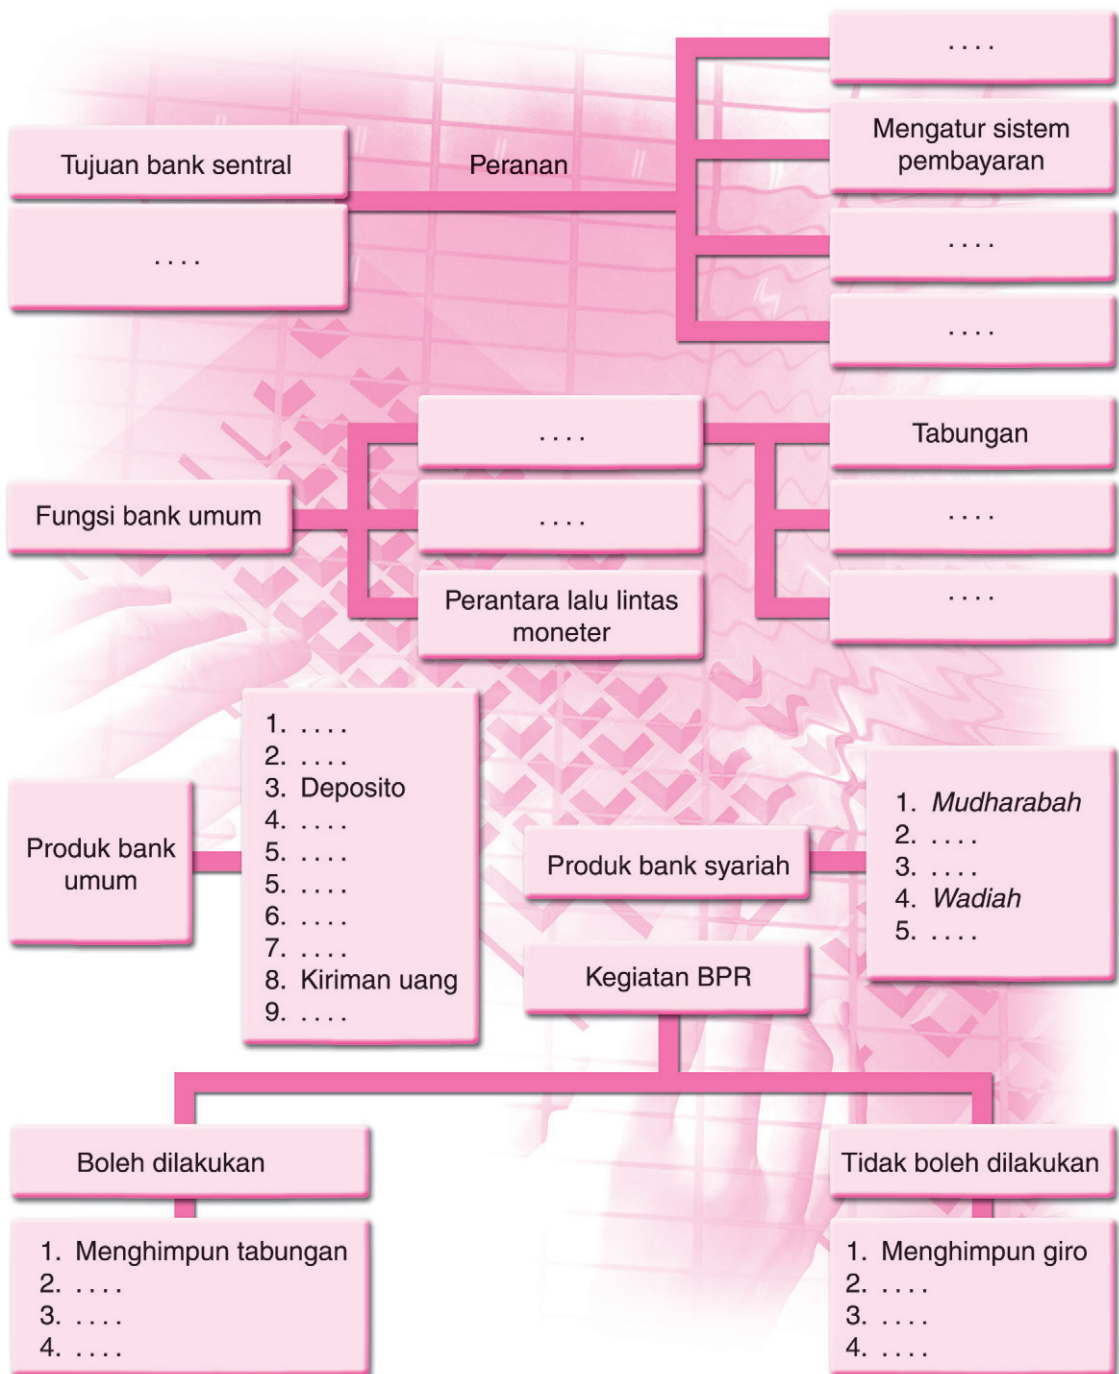 . . . .
Mengatur sistem
pembayaran
. . . .
. . . .
Tujuan bank sentral
. . . .
Peranan
Fungsi bank umum
. . . .
. . . .
Perantara lalu lintas
moneter
Tabungan
. . . .
. . . .
Produk bank
umum
1. . . . .
2. . . . .
3. Deposito
4. . . . .
5. . . . .
5. . . . .
6. . . . .
7. . . . .
8. Kiriman uang
9. . . . .
Produk bank syariah
1. Mudharabah
2. . . . .
3. . . . .
4. Wadiah
5. . . . .
Kegiatan BPR
Boleh dilakukan
1. Menghimpun tabungan
2. . . . .
3. . . . .
4. . . . .
Tidak boleh dilakukan
1. Menghimpun giro
2. . . . .
3. . . . .
4. . . . .